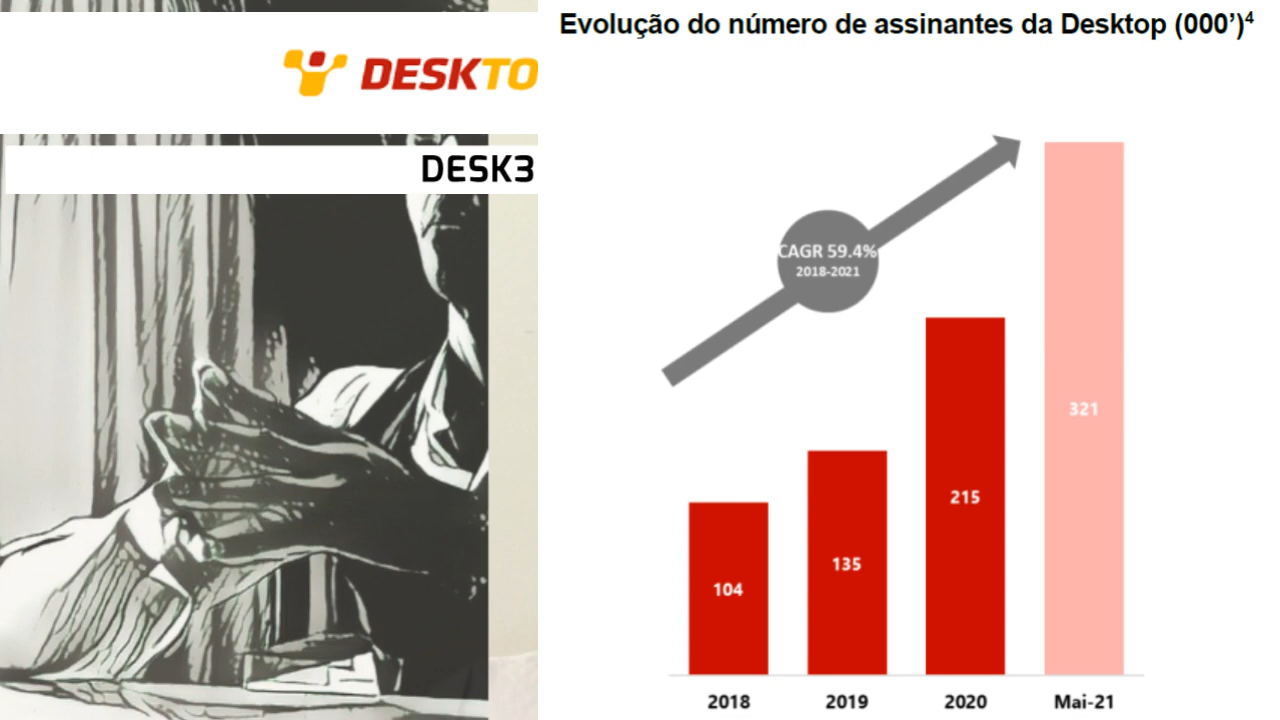 DESKTO
DESK3
Evolução do número de assinantes da Desktop (000’)⁴
CAGR 59.4%
2018-2021
321
215
135
104
2018 2019 2020 Mai-21